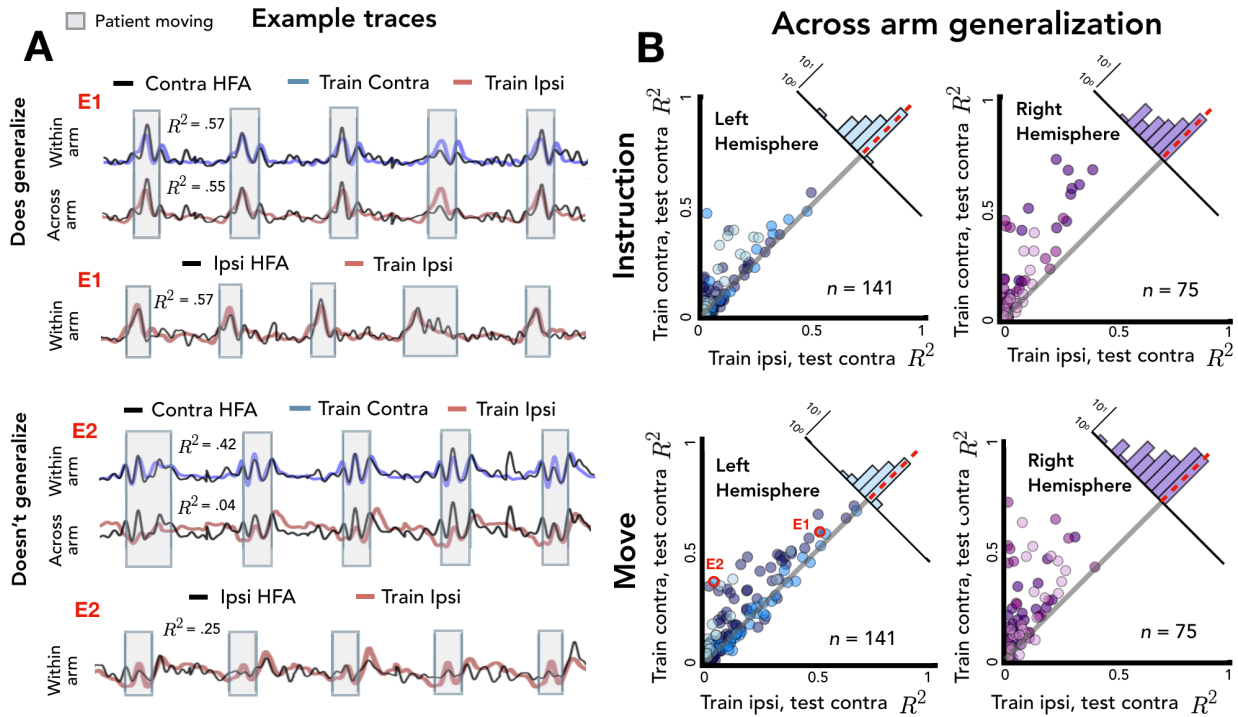 Patient moving
Example traces
A
Contra HFA
Train Contra
Train Ipsi
Does generalize
E1
Within
arm
R² = .57
Across
arm
R² = .55
Ipsi HFA
Train Ipsi
E1
Within
arm
R² = .57
Contra HFA
Train Contra
Train Ipsi
Doesn't generalize
E2
Within
arm
R² = .42
Across
arm
R² = .04
Ipsi HFA
Train Ipsi
E2
Within
arm
R² = .25
Across arm generalization
B
Instruction
Train contra, test contra R²
1
0.5
0
Left
Hemisphere
10¹
10⁰
n = 141
0
0.5
1
Train ipsi, test contra R²
Train contra, test contra R²
1
0.5
0
Right
Hemisphere
10¹
10⁰
n = 75
0
0.5
1
Train ipsi, test contra R²
Move
Train contra, test contra R²
1
0.5
0
Left
Hemisphere
10¹
10⁰
E1
E2
n = 141
0
0.5
1
Train ipsi, test contra R²
Train contra, test contra R²
1
0.5
0
Right
Hemisphere
10¹
10⁰
n = 75
0
0.5
1
Train ipsi, test contra R²